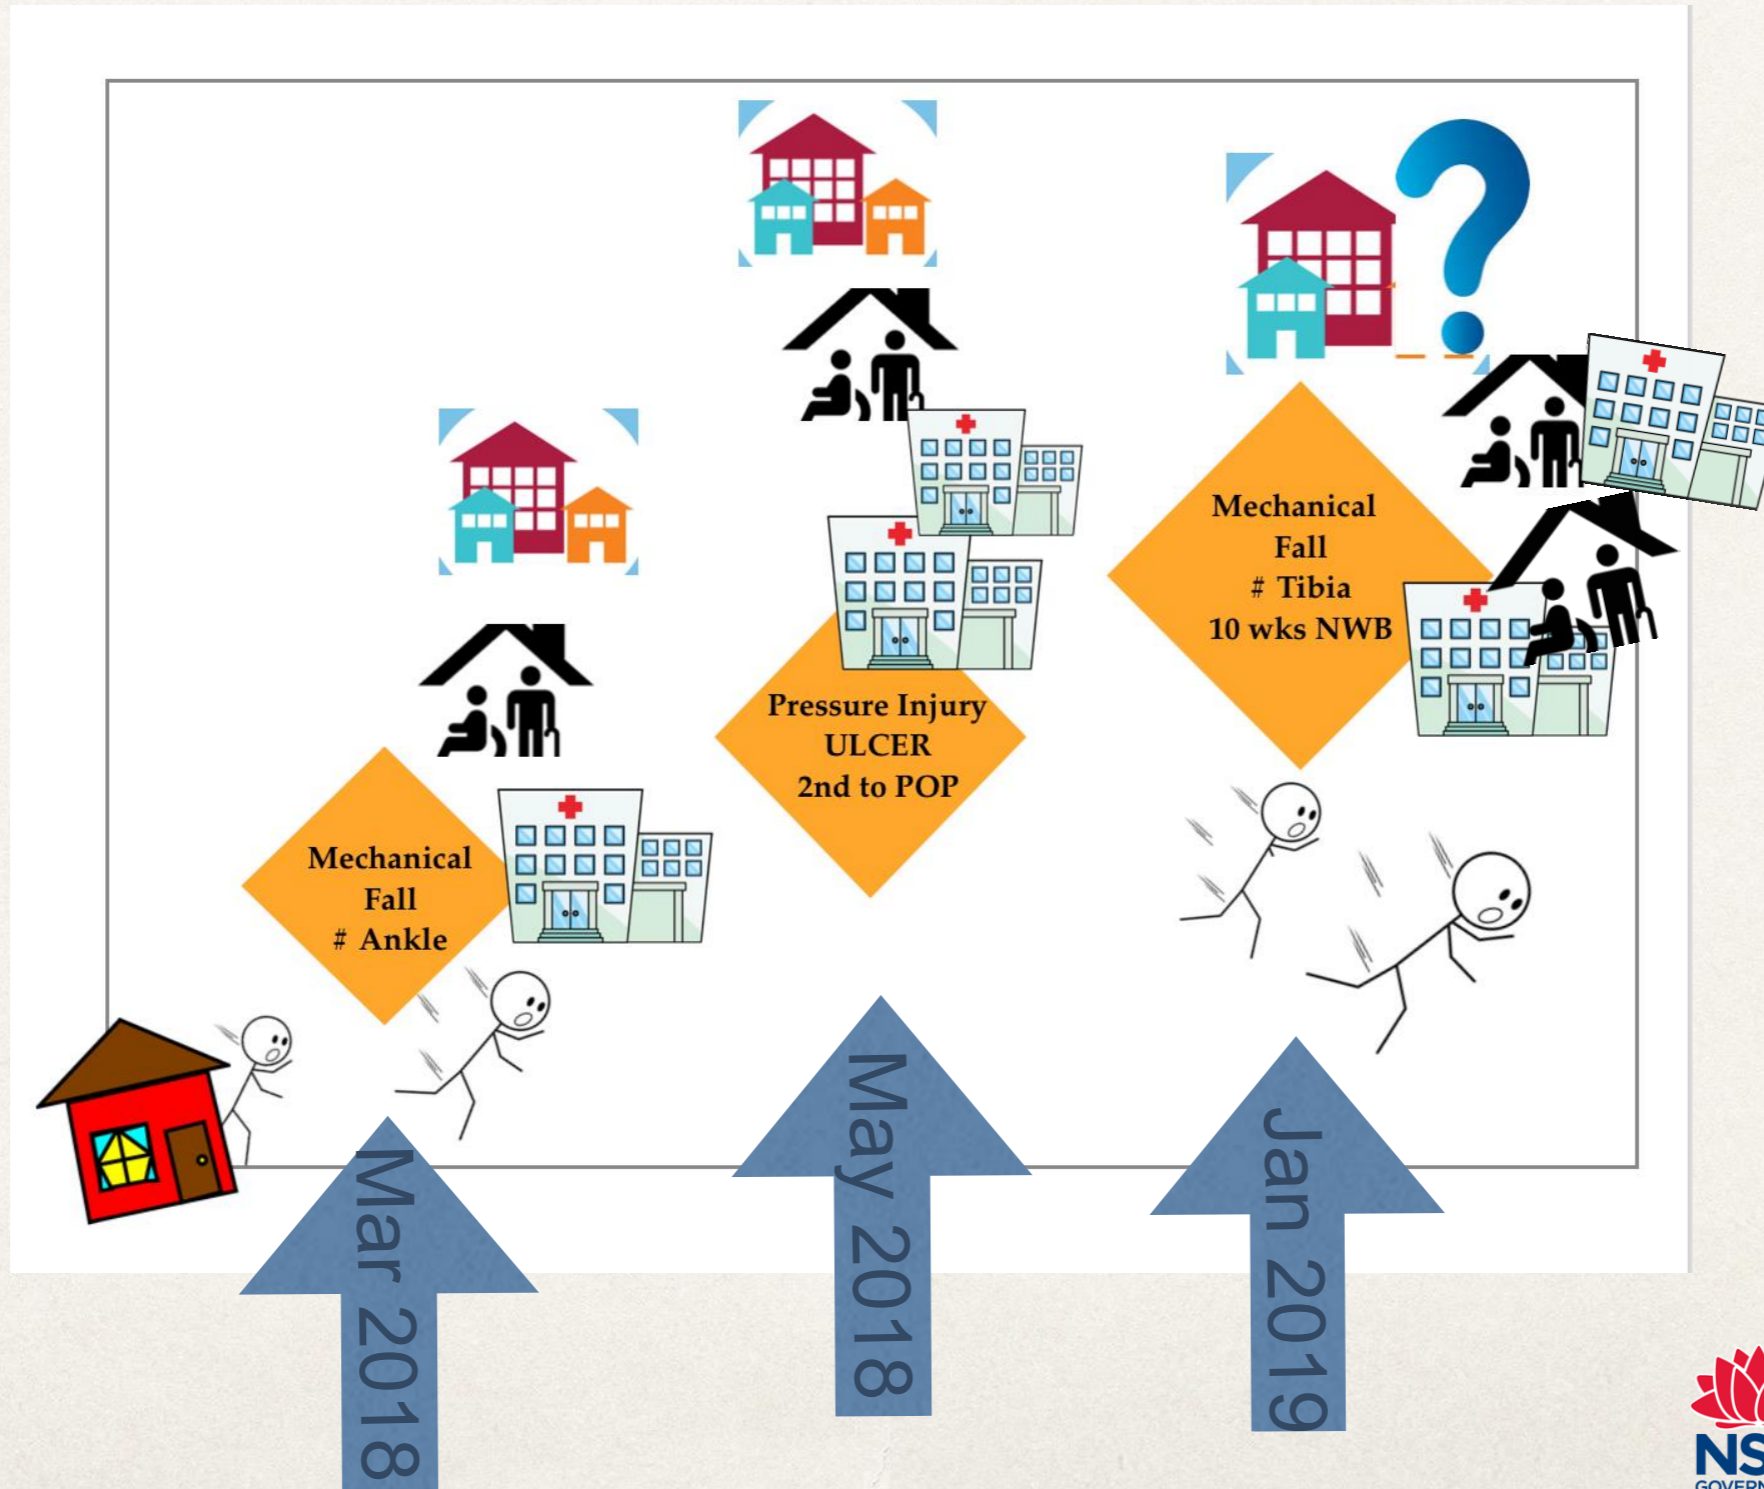 Mechanical
Fall
# Ankle
Pressure Injury
ULCER
2nd to POP
Mechanical
Fall
# Tibia
10 wks NWB
Mar 2018
May 2018
Jan 2019